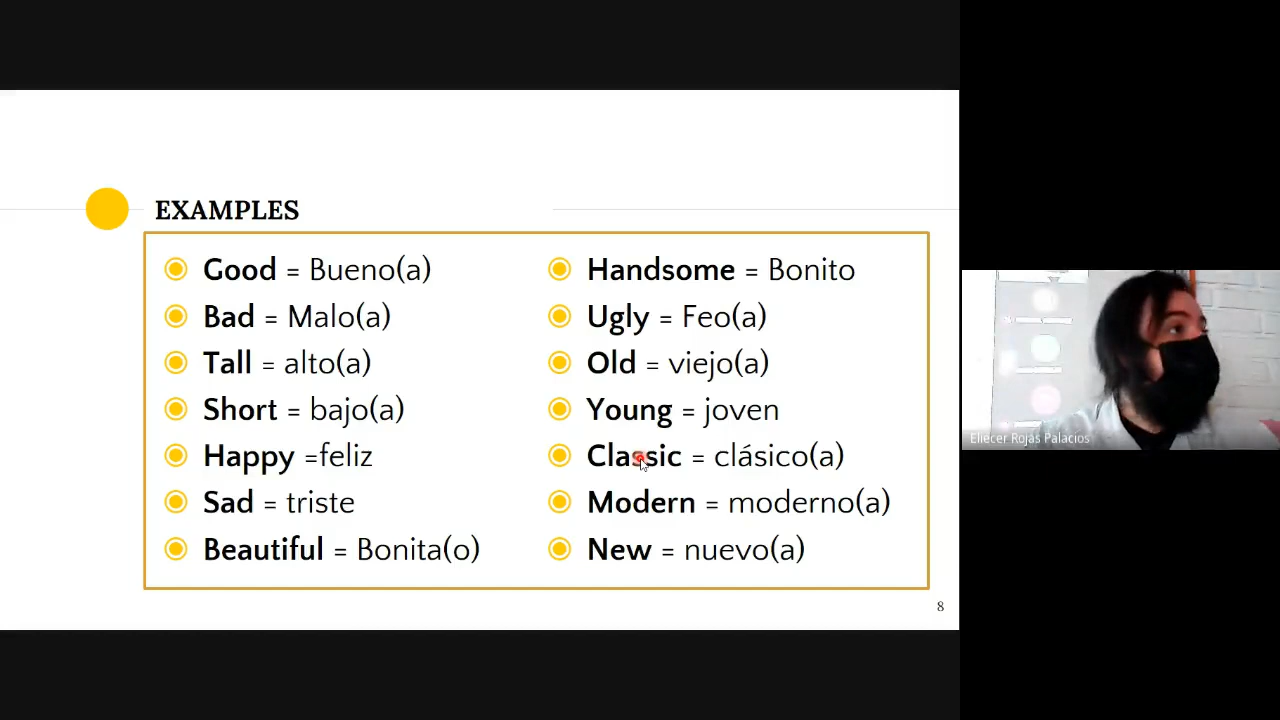 EXAMPLES
Good = Bueno(a)
Bad = Malo(a)
Tall = alto(a)
Short = bajo(a)
Happy =feliz
Sad = triste
Beautiful = Bonita(o)
Handsome = Bonito
Ugly = Feo(a)
Old = viejo(a)
Young = joven
Classic = clásico(a)
Modern = moderno(a)
New = nuevo(a)
8
Eliecer Rojas Palacios